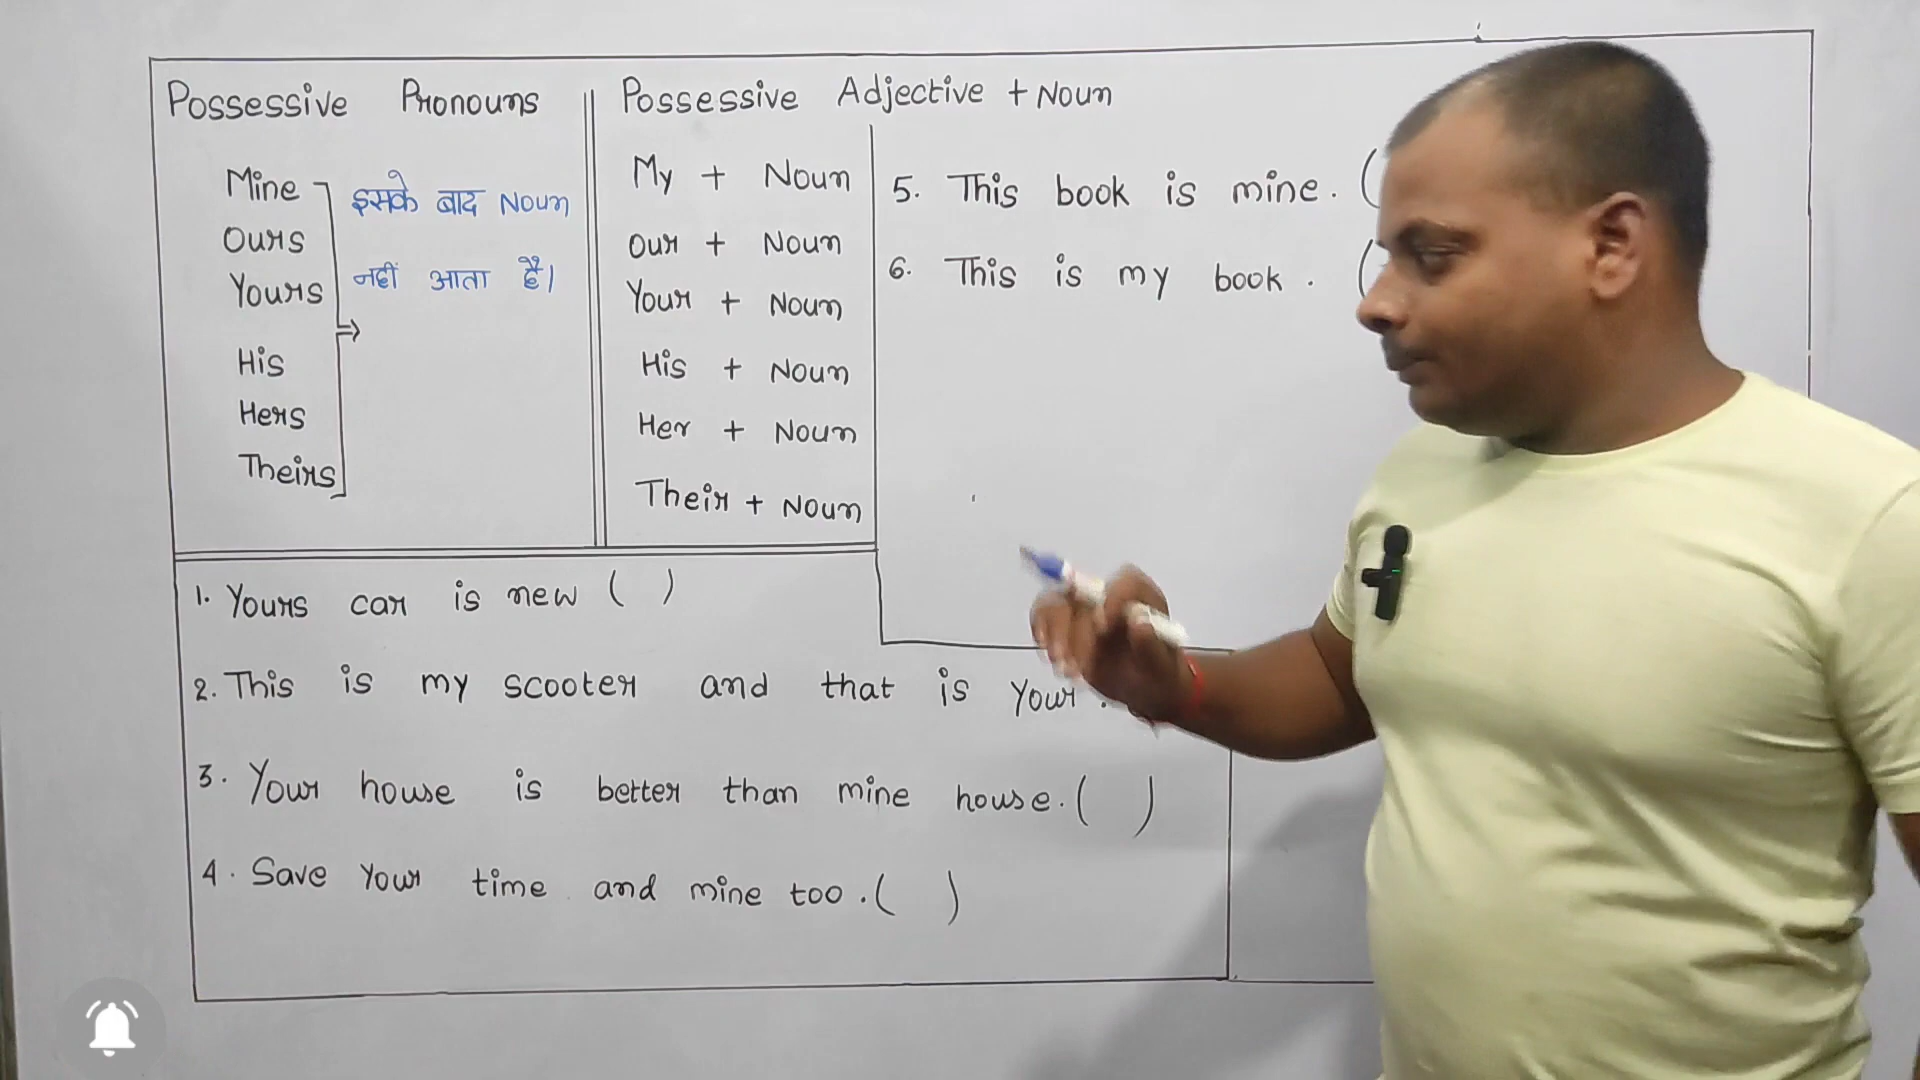 Possessive Pronouns
Mine
Ours
Yours
His
Hers
Theirs
इसके बाद Noun
नहीं आता है।
Possessive Adjective + Noun
My + Noun
Our + Noun
Your + Noun
His + Noun
Her + Noun
Their + Noun
5. This book is mine. (
6. This is my book. (
1. Yours car is new ( )
2. This is my scooter and that is your.
3. Your house is better than mine house. ( )
4. Save your time and mine too. ( )